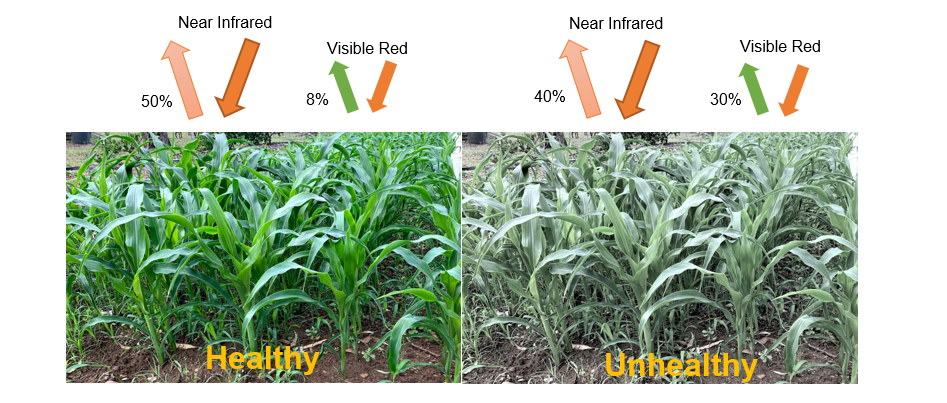 Near Infrared
Visible Red
50%
8%
Healthy
Near Infrared
Visible Red
40%
30%
Unhealthy